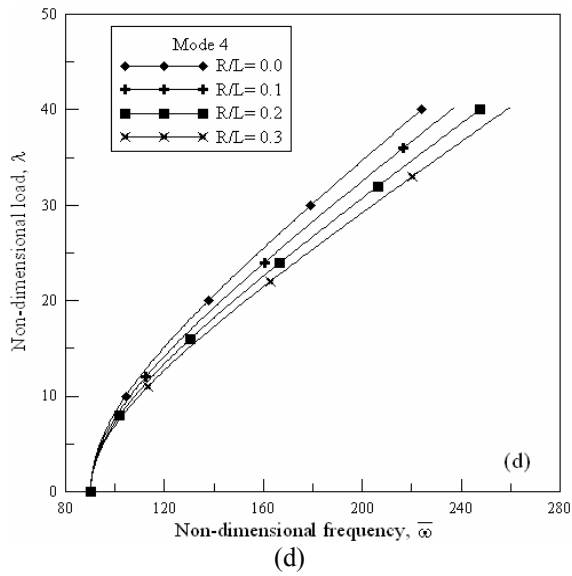 50
40
30
20
10
0
Non-dimensional load, λ
Mode 4
R/L= 0.0
R/L= 0.1
R/L= 0.2
R/L= 0.3
(d)
80 120 160 200 240 280
Non-dimensional frequency, ω̅
(d)